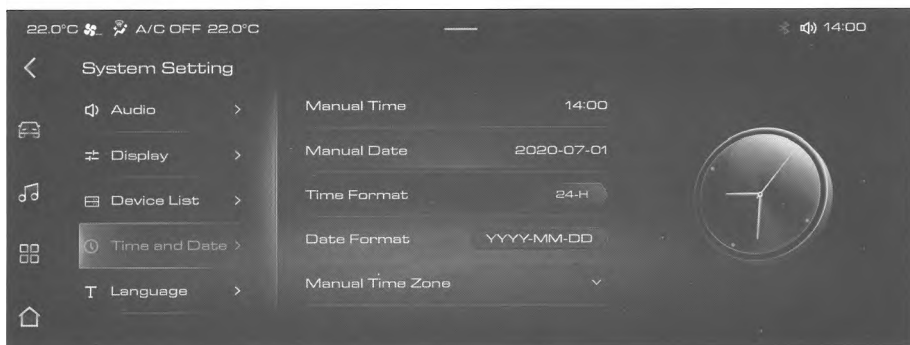 22.0°C A/C OFF 22.0°C 14:00
System Setting
Audio
Display
Device List
Time and Date
T Language
Manual Time 14:00
Manual Date 2020-07-01
Time Format 24-H
Date Format YYYY-MM-DD
Manual Time Zone